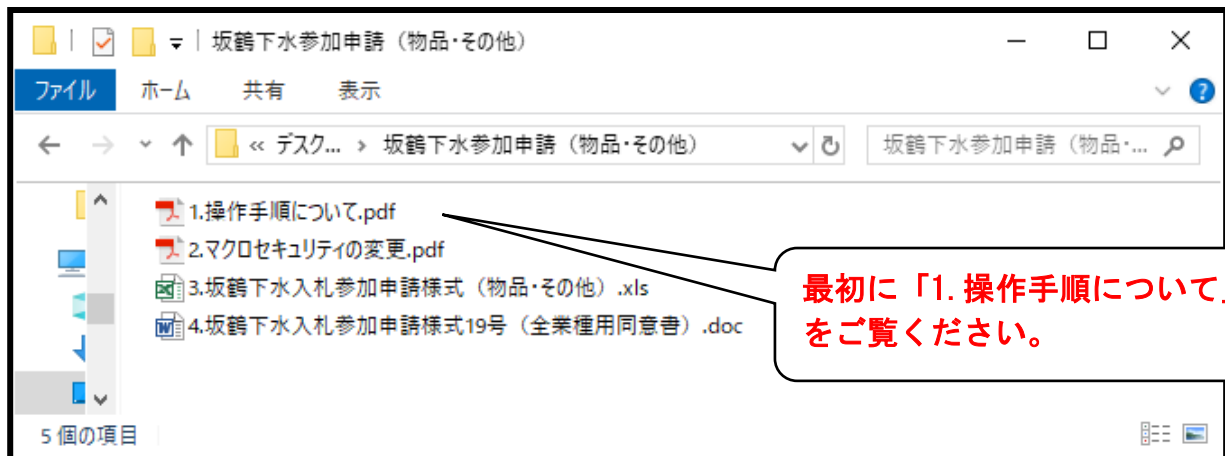 坂鶴下水参加申請（物品･その他）
ファイル ホーム 共有 表示
« デスク... › 坂鶴下水参加申請（物品･その他）
坂鶴下水参加申請（物品･...
1.操作手順について.pdf
2.マクロセキュリティの変更.pdf
3.坂鶴下水入札参加申請様式（物品･その他）.xls
4.坂鶴下水入札参加申請様式19号（全業種用同意書）.doc
最初に「1.操作手順について」
をご覧ください。
5 個の項目